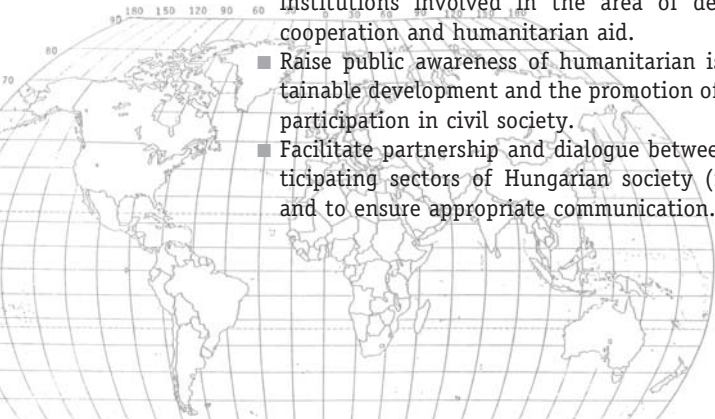 institutions involved in the area of de
cooperation and humanitarian aid.
180 150 120 90 60 0 30 60 90 120 150 180
90
80
70
■ Raise public awareness of humanitarian is
tainable development and the promotion of
participation in civil society.
■ Facilitate partnership and dialogue betwee
ticipating sectors of Hungarian society (
and to ensure appropriate communication.